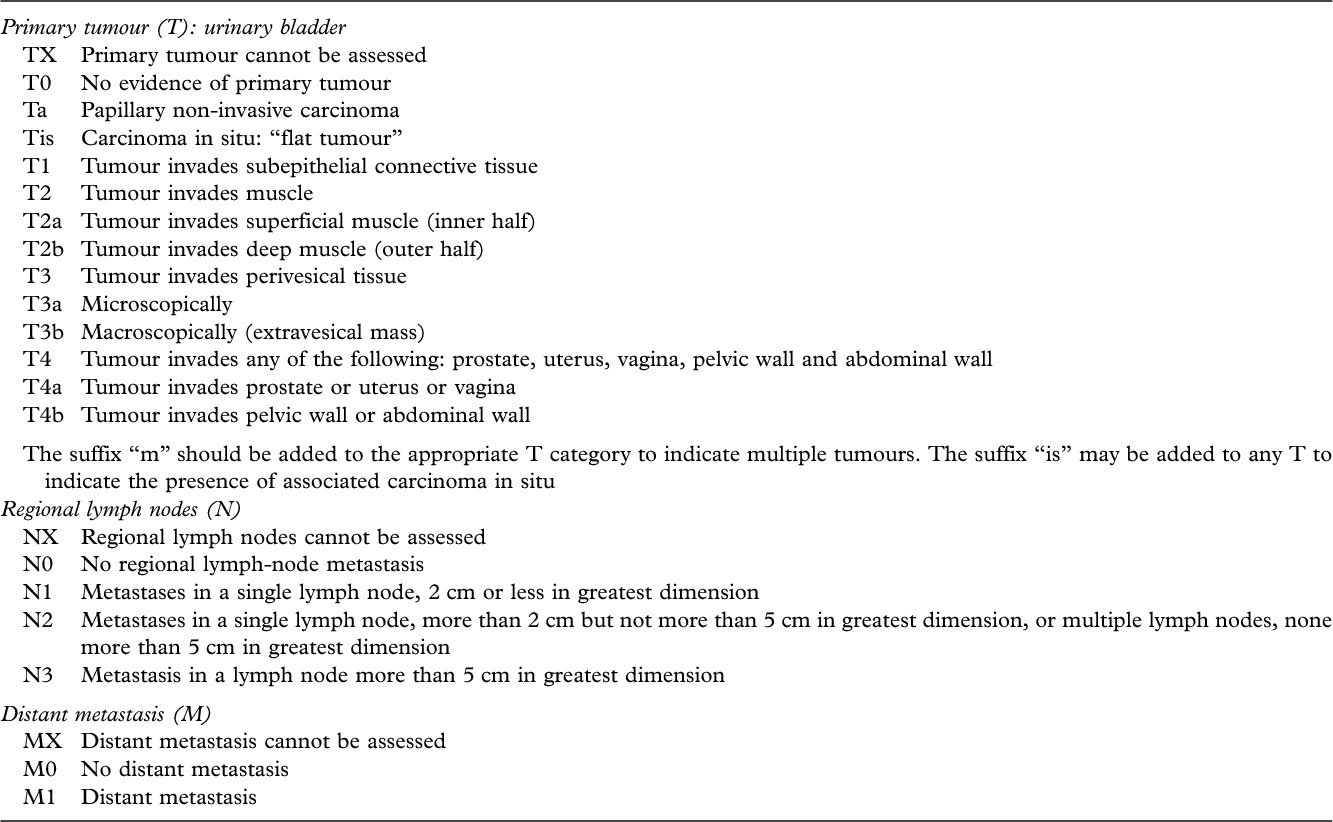 Primary tumour (T): urinary bladder
TX Primary tumour cannot be assessed
T0 No evidence of primary tumour
Ta Papillary non-invasive carcinoma
Tis Carcinoma in situ: “flat tumour”
T1 Tumour invades subepithelial connective tissue
T2 Tumour invades muscle
T2a Tumour invades superficial muscle (inner half)
T2b Tumour invades deep muscle (outer half)
T3 Tumour invades perivesical tissue
T3a Microscopically
T3b Macroscopically (extravesical mass)
T4 Tumour invades any of the following: prostate, uterus, vagina, pelvic wall and abdominal wall
T4a Tumour invades prostate or uterus or vagina
T4b Tumour invades pelvic wall or abdominal wall
The suffix “m” should be added to the appropriate T category to indicate multiple tumours. The suffix “is” may be added to any T to
indicate the presence of associated carcinoma in situ
Regional lymph nodes (N)
NX Regional lymph nodes cannot be assessed
N0 No regional lymph-node metastasis
N1 Metastases in a single lymph node, 2 cm or less in greatest dimension
N2 Metastases in a single lymph node, more than 2 cm but not more than 5 cm in greatest dimension, or multiple lymph nodes, none
more than 5 cm in greatest dimension
N3 Metastasis in a lymph node more than 5 cm in greatest dimension
Distant metastasis (M)
MX Distant metastasis cannot be assessed
M0 No distant metastasis
M1 Distant metastasis